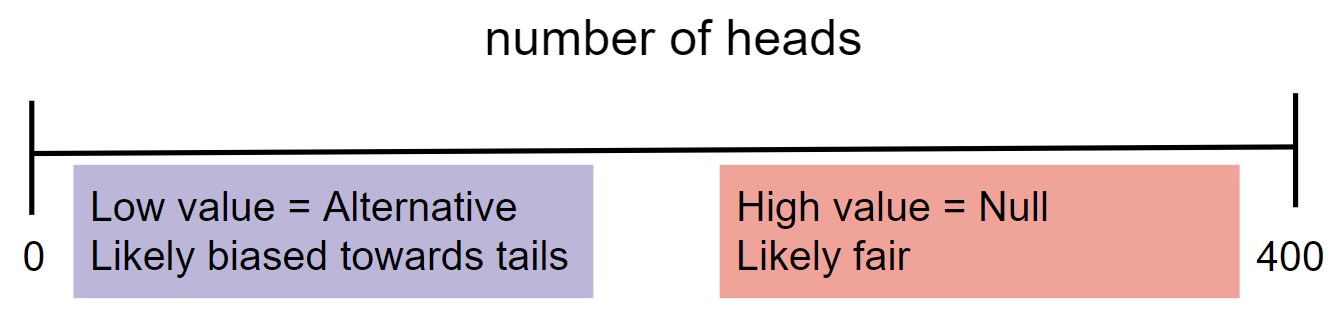 number of heads
Low value = Alternative
Likely biased towards tails
High value = Null
Likely fair
0
400